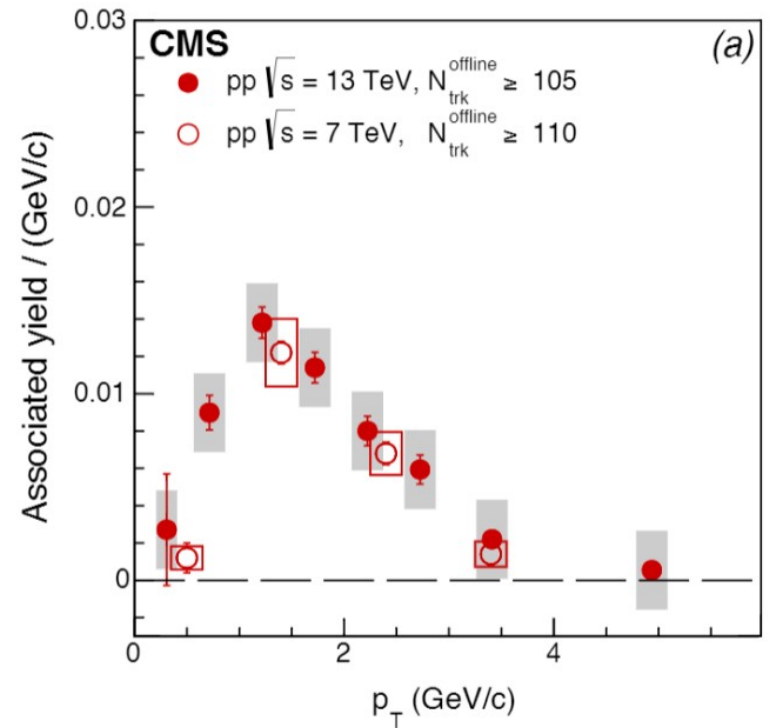 CMS (a)
pp √s = 13 TeV, N_trk^offline ≥ 105
pp √s = 7 TeV, N_trk^offline ≥ 110
Associated yield / (GeV/c)
0.03
0.02
0.01
0
0 2 4
p_T (GeV/c)